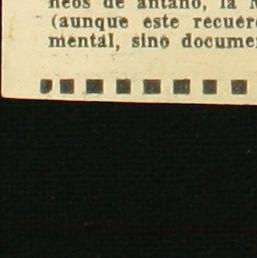 neos de antaño, la
(aunque este recuer
mental, sino docume